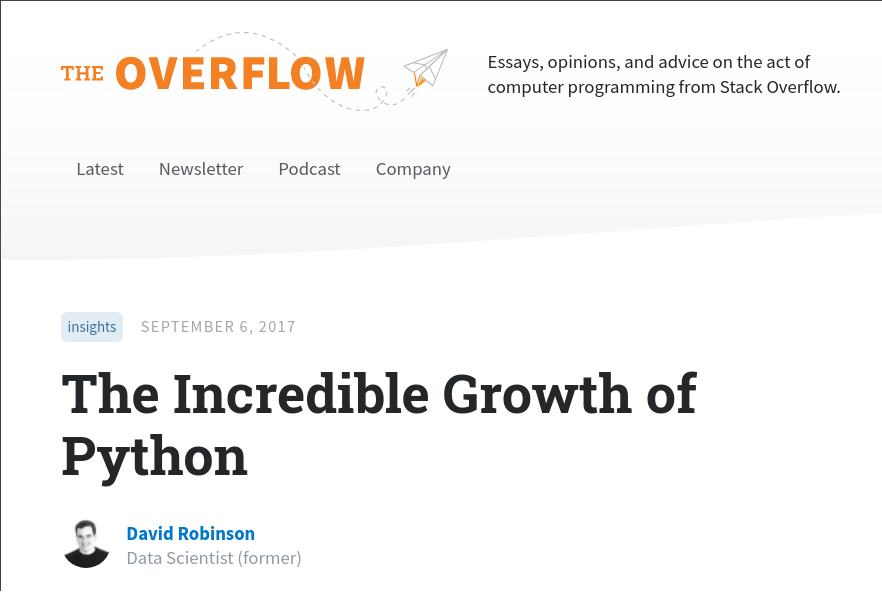 THE OVERFLOW
Essays, opinions, and advice on the act of
computer programming from Stack Overflow.
Latest Newsletter Podcast Company
insights SEPTEMBER 6, 2017
The Incredible Growth of
Python
David Robinson
Data Scientist (former)